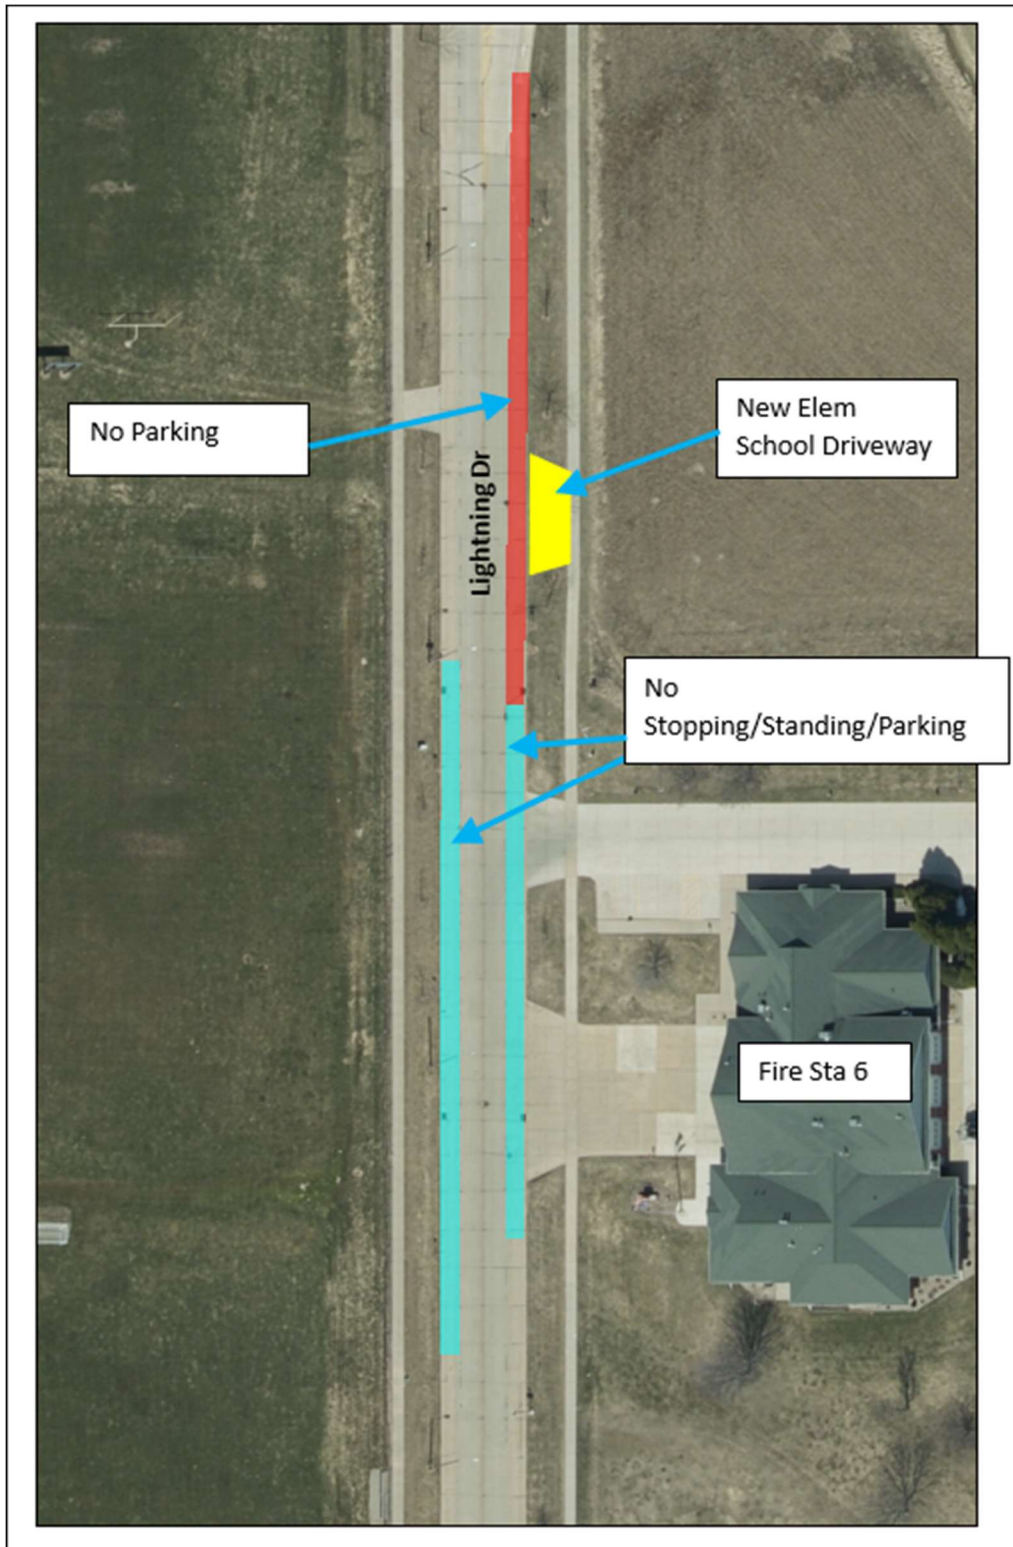 No Parking
New Elem
School Driveway
Lightning Dr
No
Stopping/Standing/Parking
Fire Sta 6